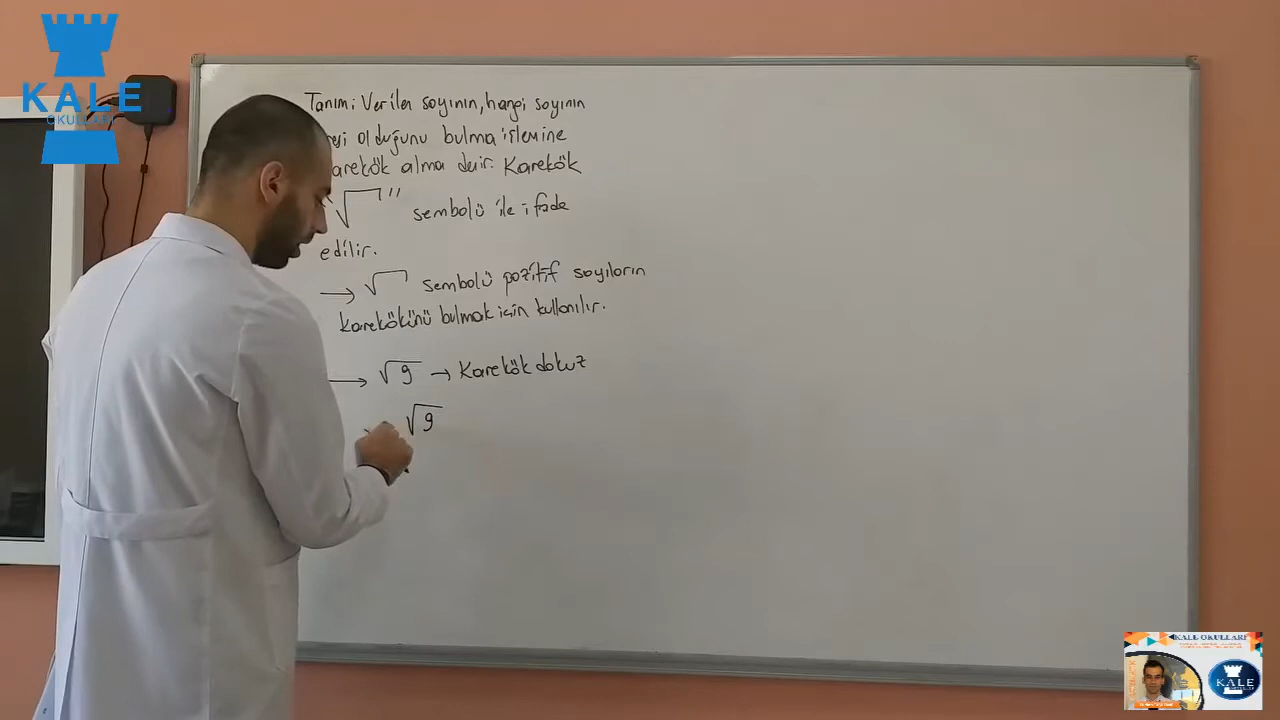 KALE
OKULLARI
Tanım: Verilen sayının, hangi sayının
olduğunu bulma işlemine
karekök alma denir. Karekök
√ '' sembolü ile ifade
edilir.
→ √ sembolü pozitif sayıların
karekökünü bulmak için kullanılır.
→ √9 → Karekök dokuz
√9
KALE OKULLARI
KALE